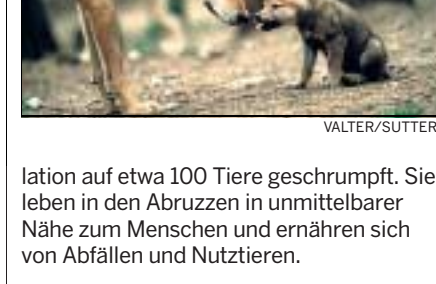 VALTER/SUTTER
lation auf etwa 100 Tiere geschrumpft. Sie
leben in den Abruzzen in unmittelbarer
Nähe zum Menschen und ernähren sich
von Abfällen und Nutztieren.